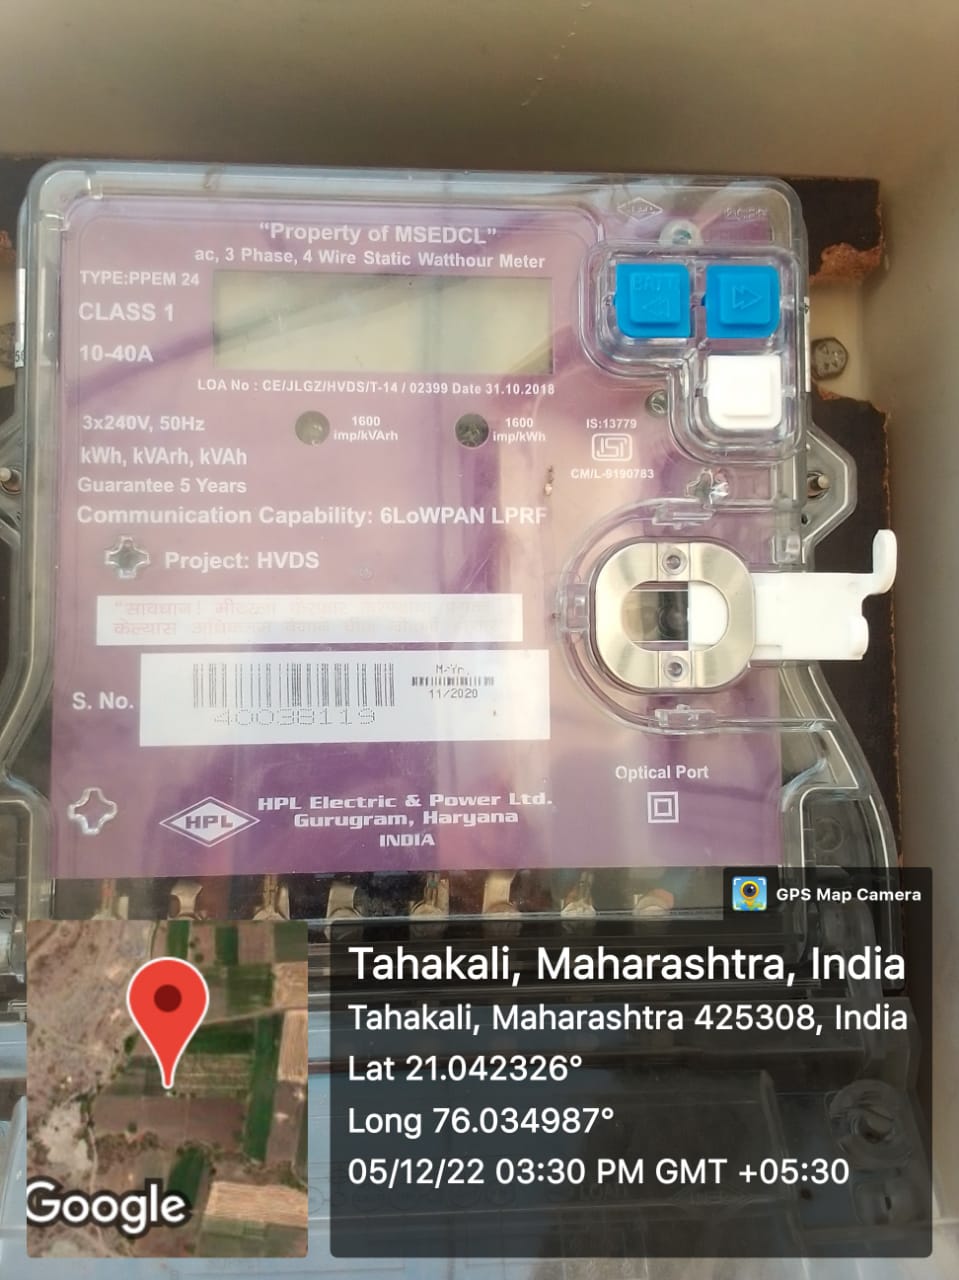 "Property of MSEDCL"
ac, 3 Phase, 4 Wire Static Watthour Meter
TYPE:PPEM 24
CLASS 1
10-40A
LOA No : CE/JLGZ/HVDS/T-14 / 02399 Date 31.10.2018
1600
imp/kVArh
1600
imp/kWh
3x240V, 50Hz
kWh, kVArh, kVAh
Guarantee 5 Years
IS:13779
ISI
CM/L-9190783
Communication Capability: 6LoWPAN LPRF
Project: HVDS
"सावधान! मीटरला
केल्यास
S. No.
40038119
M-Yr.
11/2020
BATT
Optical Port
HPL
HPL Electric & Power Ltd.
Gurugram, Haryana
INDIA
GPS Map Camera
Tahakali, Maharashtra, India
Tahakali, Maharashtra 425308, India
Lat 21.042326°
Long 76.034987°
05/12/22 03:30 PM GMT +05:30
Google